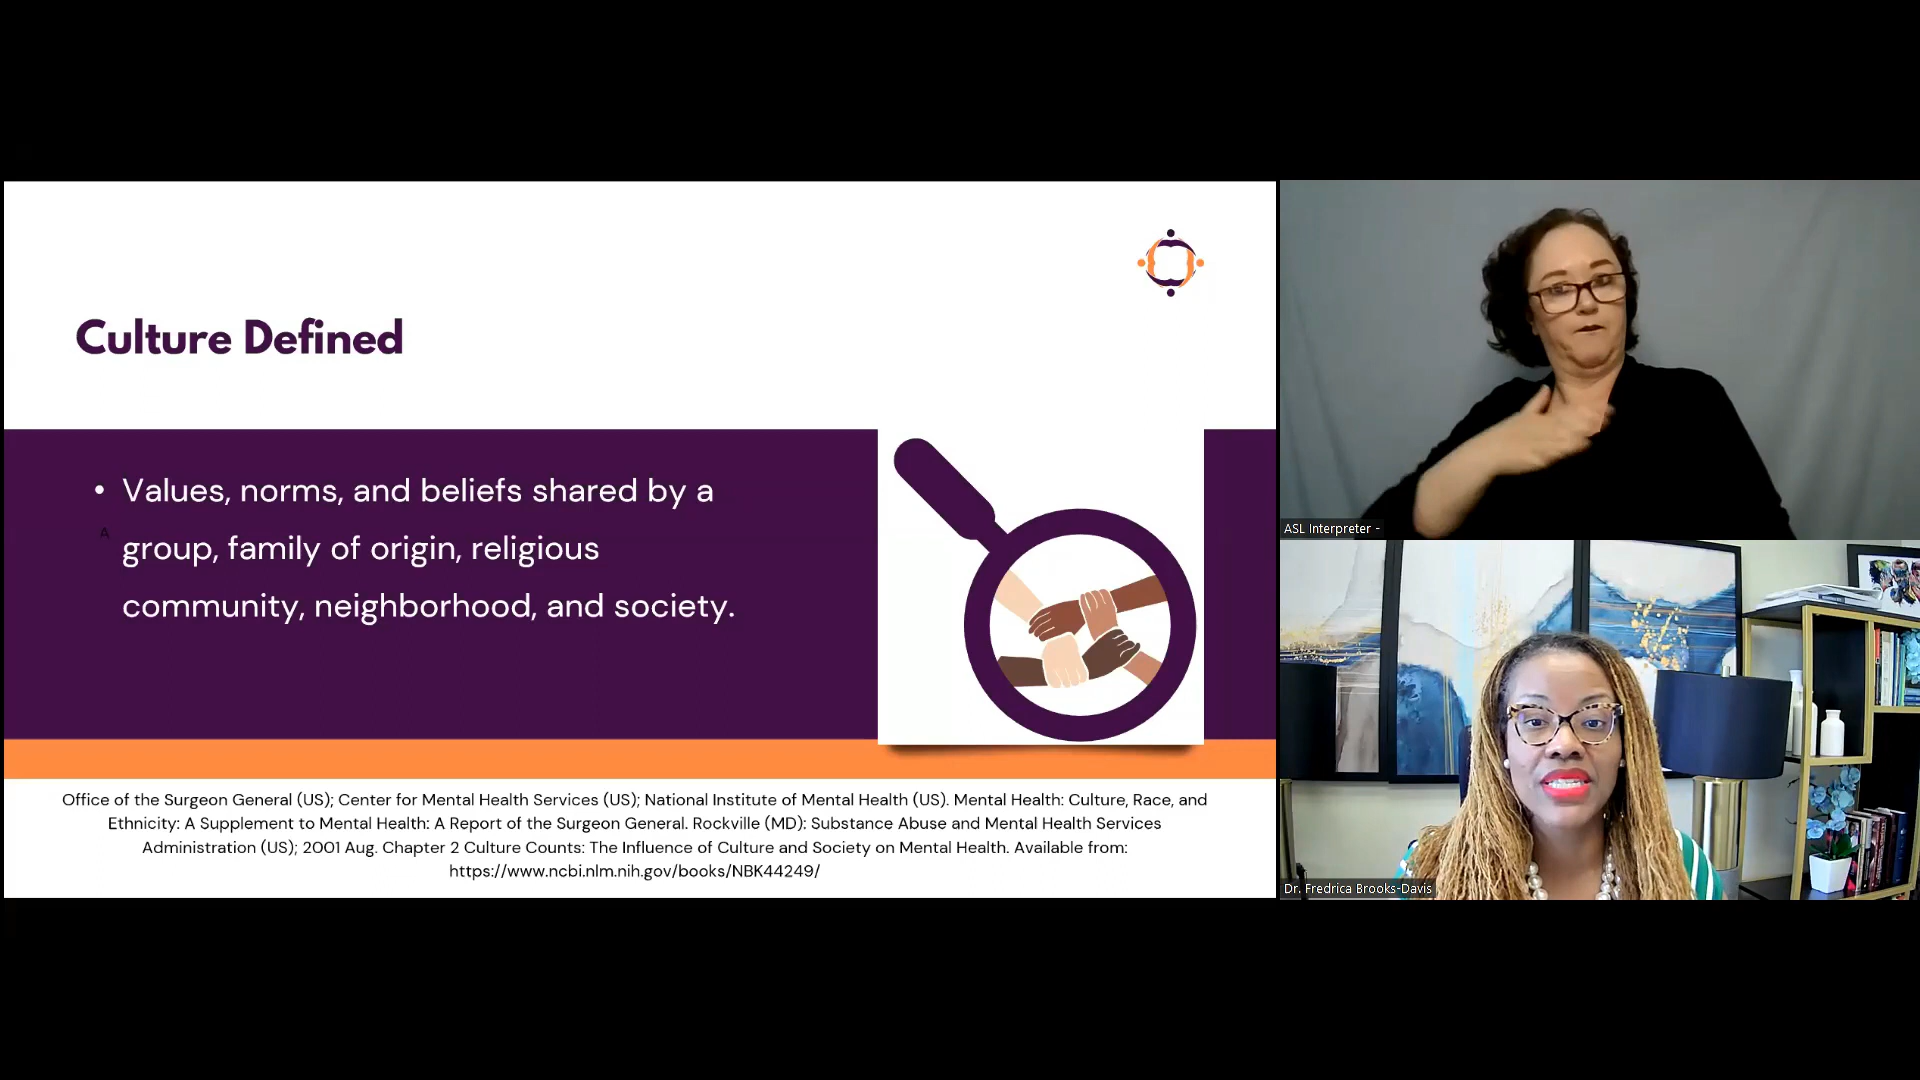 Culture Defined
• Values, norms, and beliefs shared by a
A
group, family of origin, religious
community, neighborhood, and society.
Office of the Surgeon General (US); Center for Mental Health Services (US); National Institute of Mental Health (US). Mental Health: Culture, Race, and
Ethnicity: A Supplement to Mental Health: A Report of the Surgeon General. Rockville (MD): Substance Abuse and Mental Health Services
Administration (US); 2001 Aug. Chapter 2 Culture Counts: The Influence of Culture and Society on Mental Health. Available from:
https://www.ncbi.nlm.nih.gov/books/NBK44249/
ASL Interpreter -
Dr. Fredrica Brooks-Davis